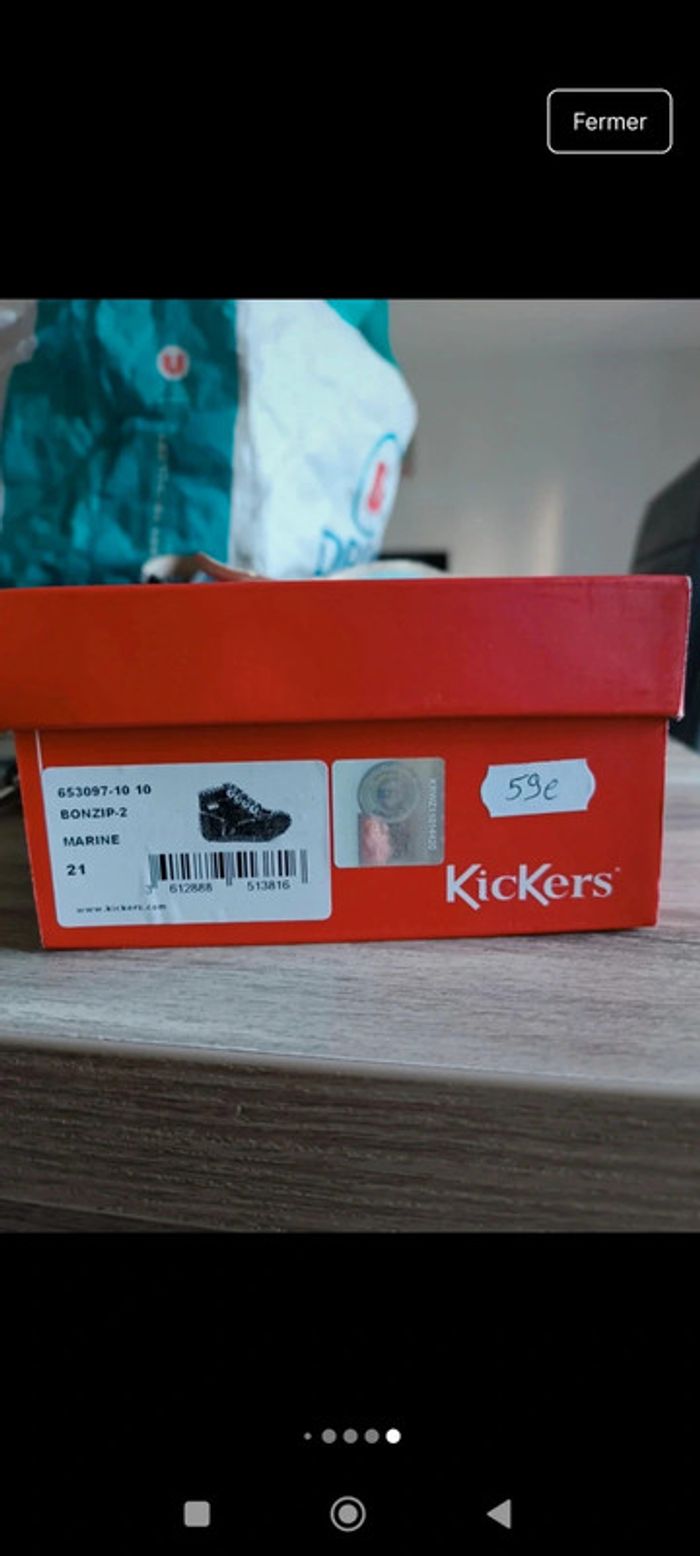 Fermer
U
653097-10 10
BONZIP-2
MARINE
21
3 612888 513816
www.kickers.com
59e
KicKers